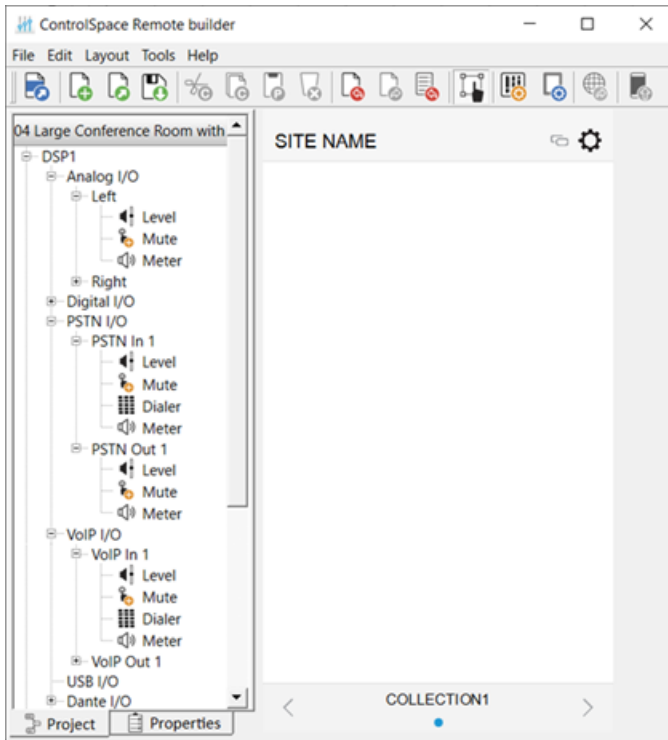 ControlSpace Remote builder
File Edit Layout Tools Help
04 Large Conference Room with
SITE NAME
DSP1
Analog I/O
Left
Level
Mute
Meter
Right
Digital I/O
PSTN I/O
PSTN In 1
Level
Mute
Dialer
Meter
PSTN Out 1
Level
Mute
Meter
VoIP I/O
VoIP In 1
Level
Mute
Dialer
Meter
VoIP Out 1
USB I/O
Dante I/O
COLLECTION1
Project Properties